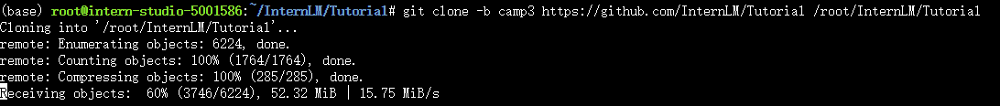 (base) root@intern-studio-5001586:~/InternLM/Tutorial# git clone -b camp3 https://github.com/InternLM/Tutorial /root/InternLM/Tutorial
Cloning into '/root/InternLM/Tutorial'...
remote: Enumerating objects: 6224, done.
remote: Counting objects: 100% (1764/1764), done.
remote: Compressing objects: 100% (285/285), done.
Receiving objects:  60% (3746/6224), 52.32 MiB | 15.75 MiB/s